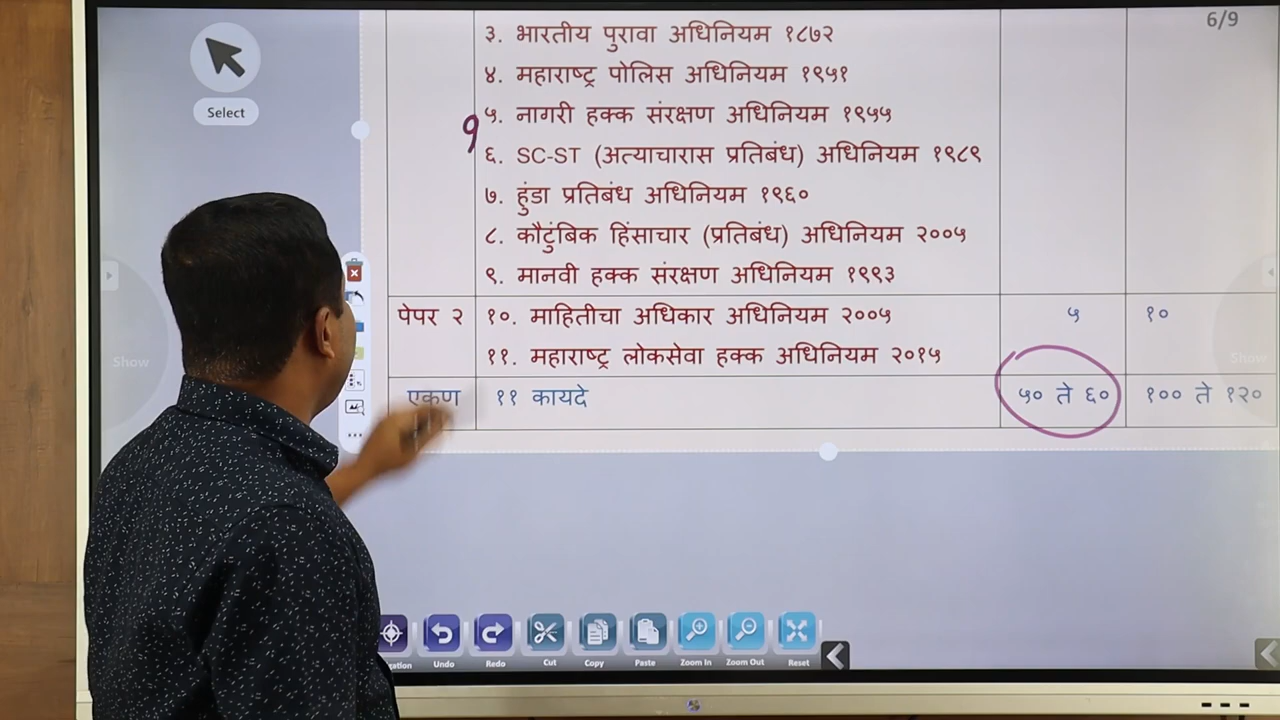 6/9
Select
३. भारतीय पुरावा अधिनियम १८७२
४. महाराष्ट्र पोलिस अधिनियम १९५१
9
५. नागरी हक्क संरक्षण अधिनियम १९५५
६. SC-ST (अत्याचारास प्रतिबंध) अधिनियम १९८९
७. हुंडा प्रतिबंध अधिनियम १९६०
८. कौटुंबिक हिंसाचार (प्रतिबंध) अधिनियम २००५
९. मानवी हक्क संरक्षण अधिनियम १९९३
पेपर २ १०. माहितीचा अधिकार अधिनियम २००५ ५ १०
११. महाराष्ट्र लोकसेवा हक्क अधिनियम २०१५
एकूण ११ कायदे ५० ते ६० १०० ते १२०
Show
Show
Undo Redo Cut Copy Paste Zoom In Zoom Out Reset